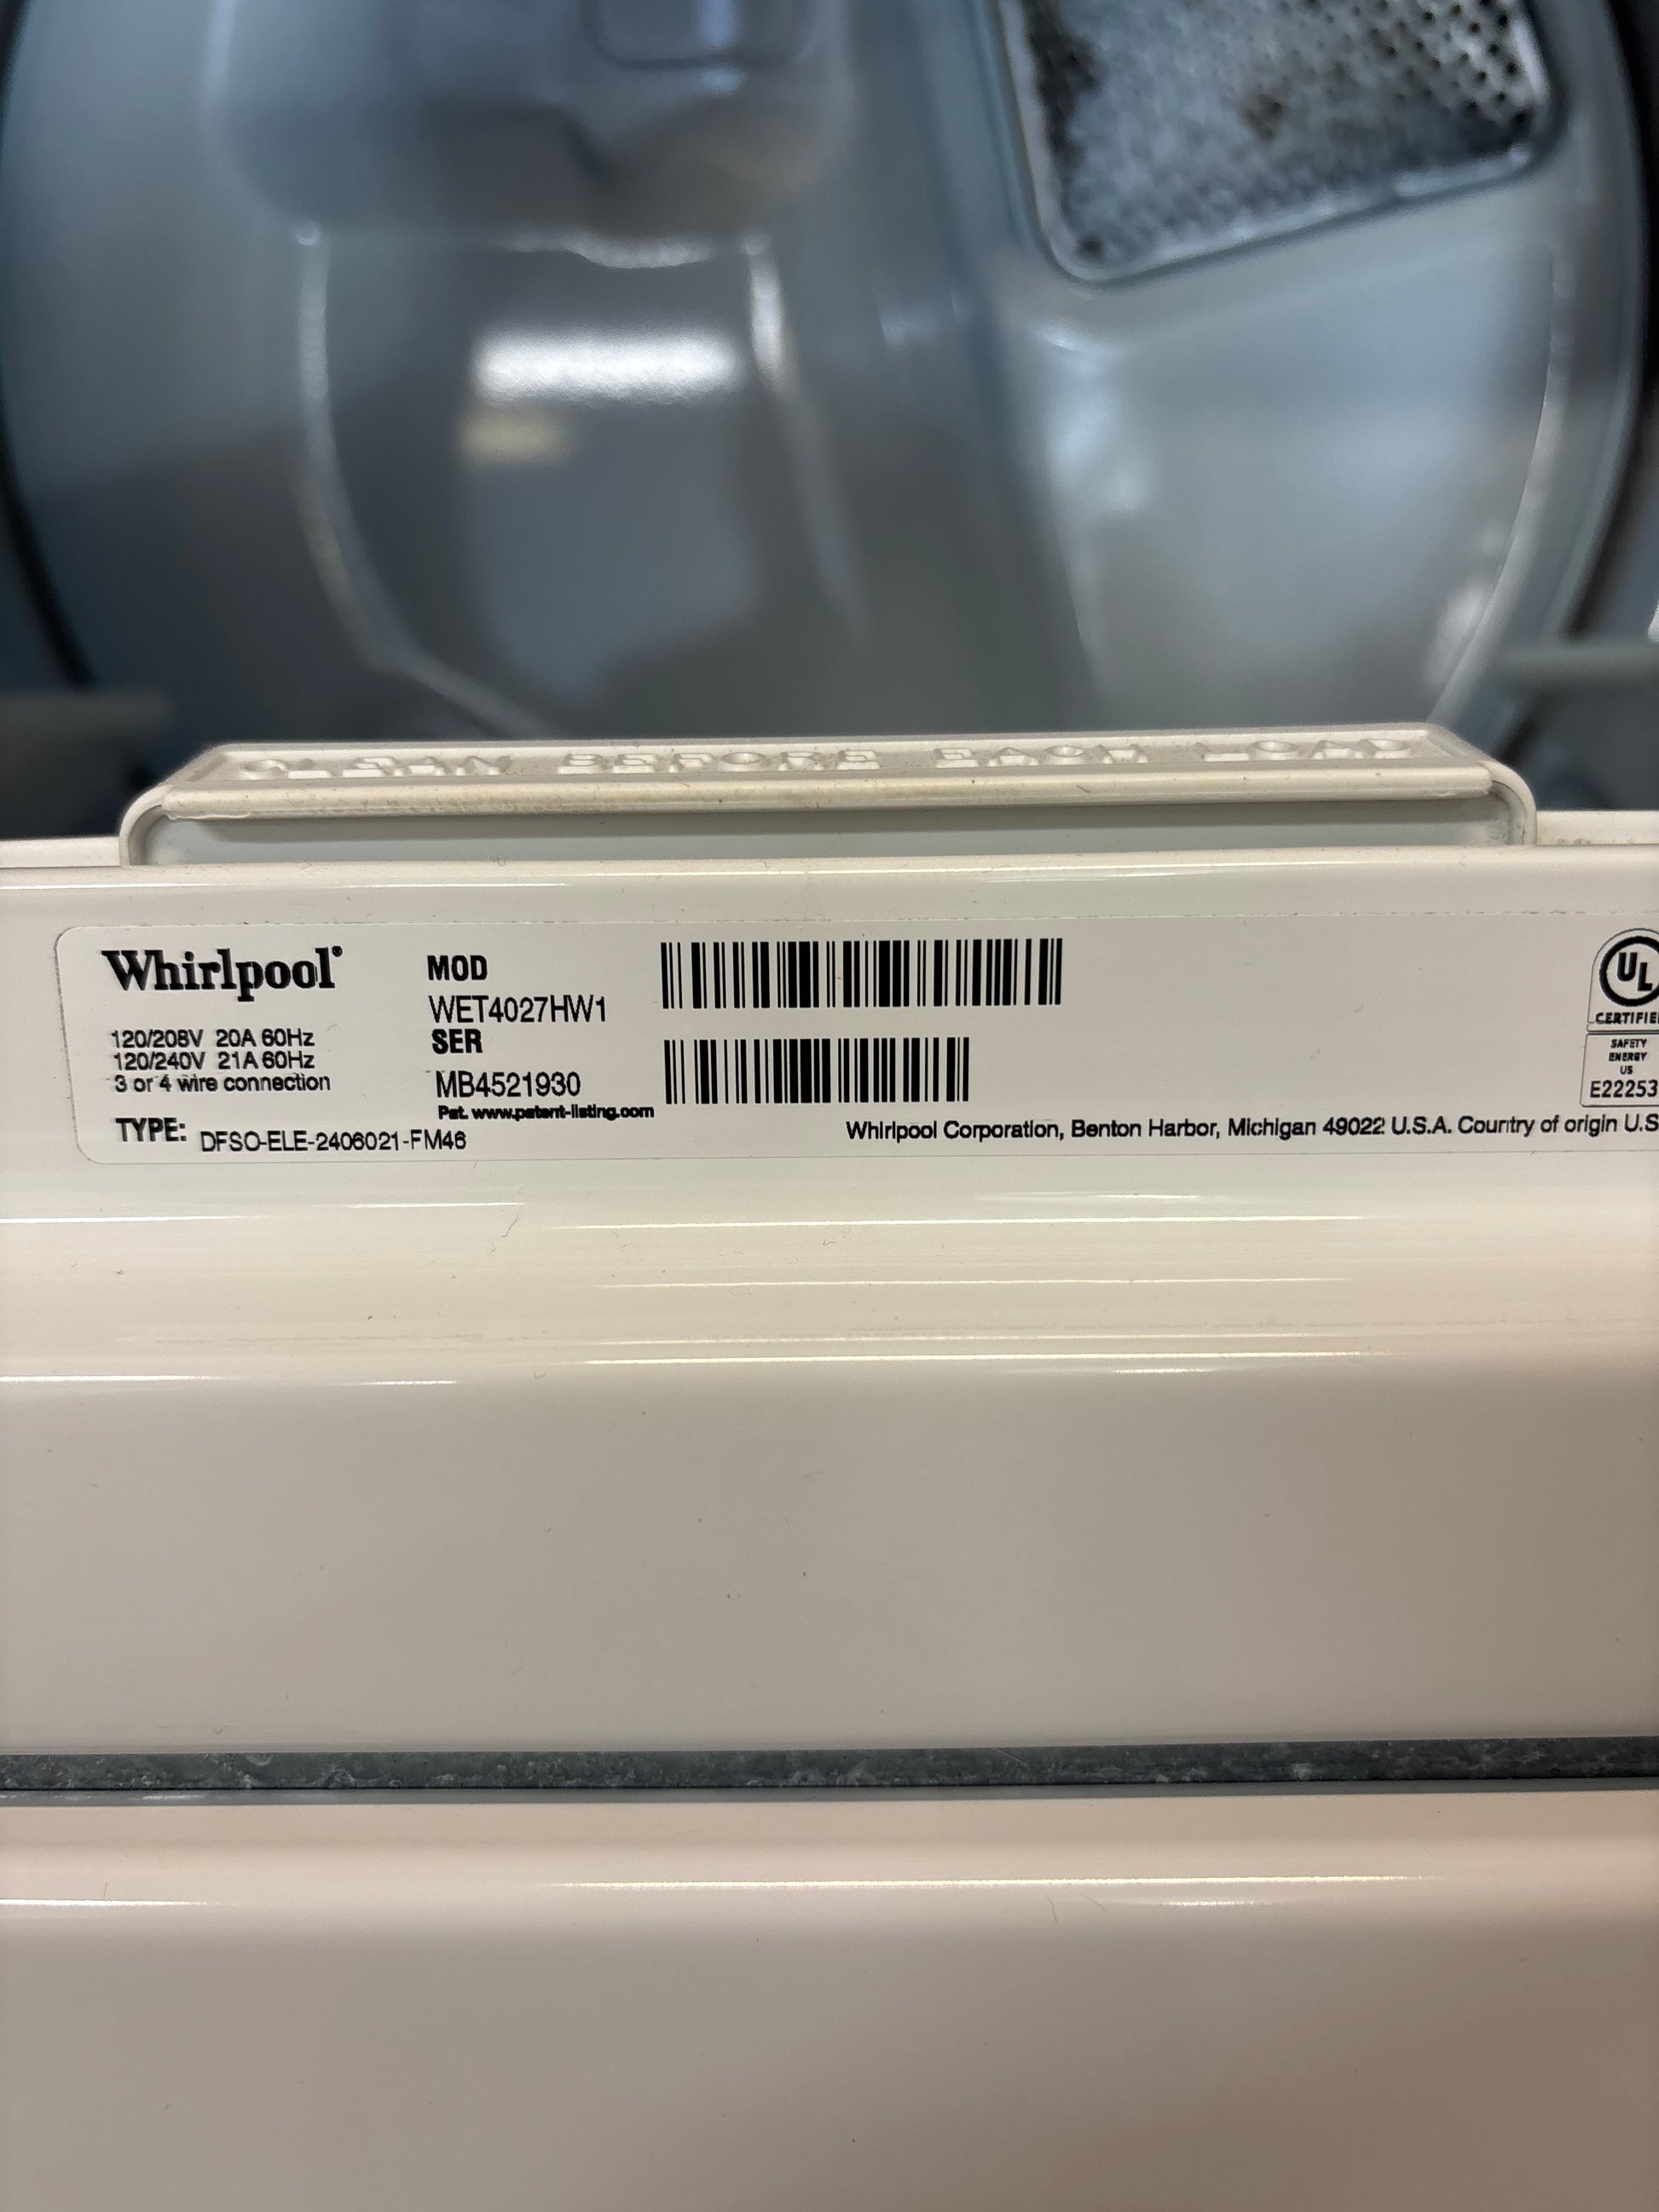 CLEAN BEFORE EACH LOAD
Whirlpool®
120/208V 20A 60Hz
120/240V 21A 60Hz
3 or 4 wire connection
TYPE: DFSO-ELE-2406021-FM46
MOD
WET4027HW1
SER
MB4521930
Pat. www.patent-listing.com
Whirlpool Corporation, Benton Harbor, Michigan 49022 U.S.A. Country of origin U.S
UL
CERTIFIE
SAFETY
ENERGY
US
E22253